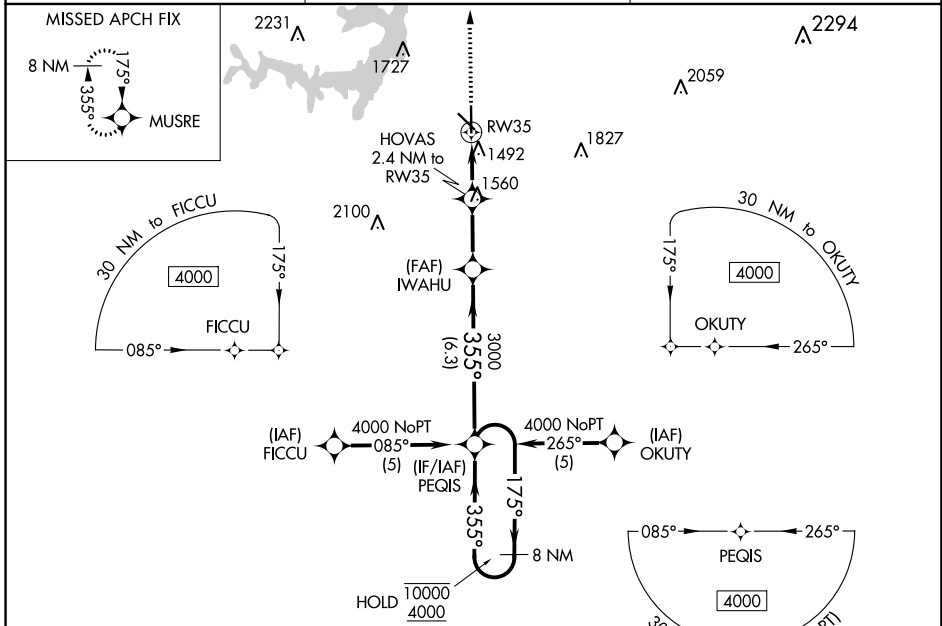 MISSED APCH FIX
8 NM
175°
355°
MUSRE
2231
1727
2294
2059
1827
RW35
1492
HOVAS
2.4 NM to
RW35
1560
2100
30 NM to FICCU
4000
175°
FICCU
085°
(FAF)
IWAHU
30 NM to OKUTY
4000
175°
OKUTY
265°
3000
355°
(6.3)
(IAF)
FICCU
4000 NoPT
085°
(5)
(IF/IAF)
PEQIS
4000 NoPT
265°
(5)
(IAF)
OKUTY
355°
175°
8 NM
HOLD
10000
4000
085°
265°
PEQIS
4000
30
PT)